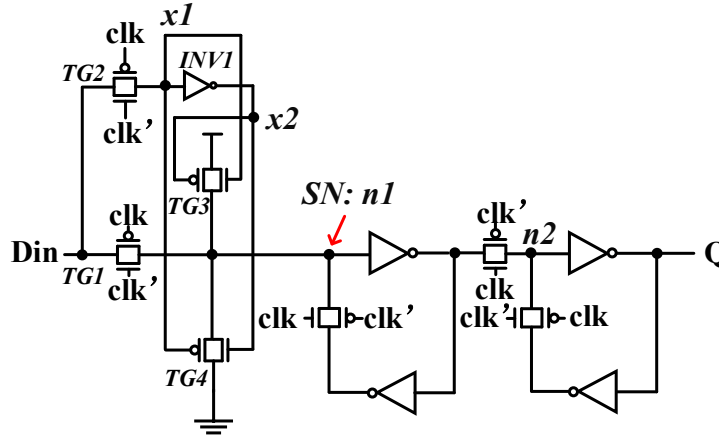 x1
clk
INV1
TG2
clk’
x2
SN: n1
TG3
clk
clk’
n2
Din
Q
TG1
clk’
clk
clk
clk’
clk’
clk
TG4